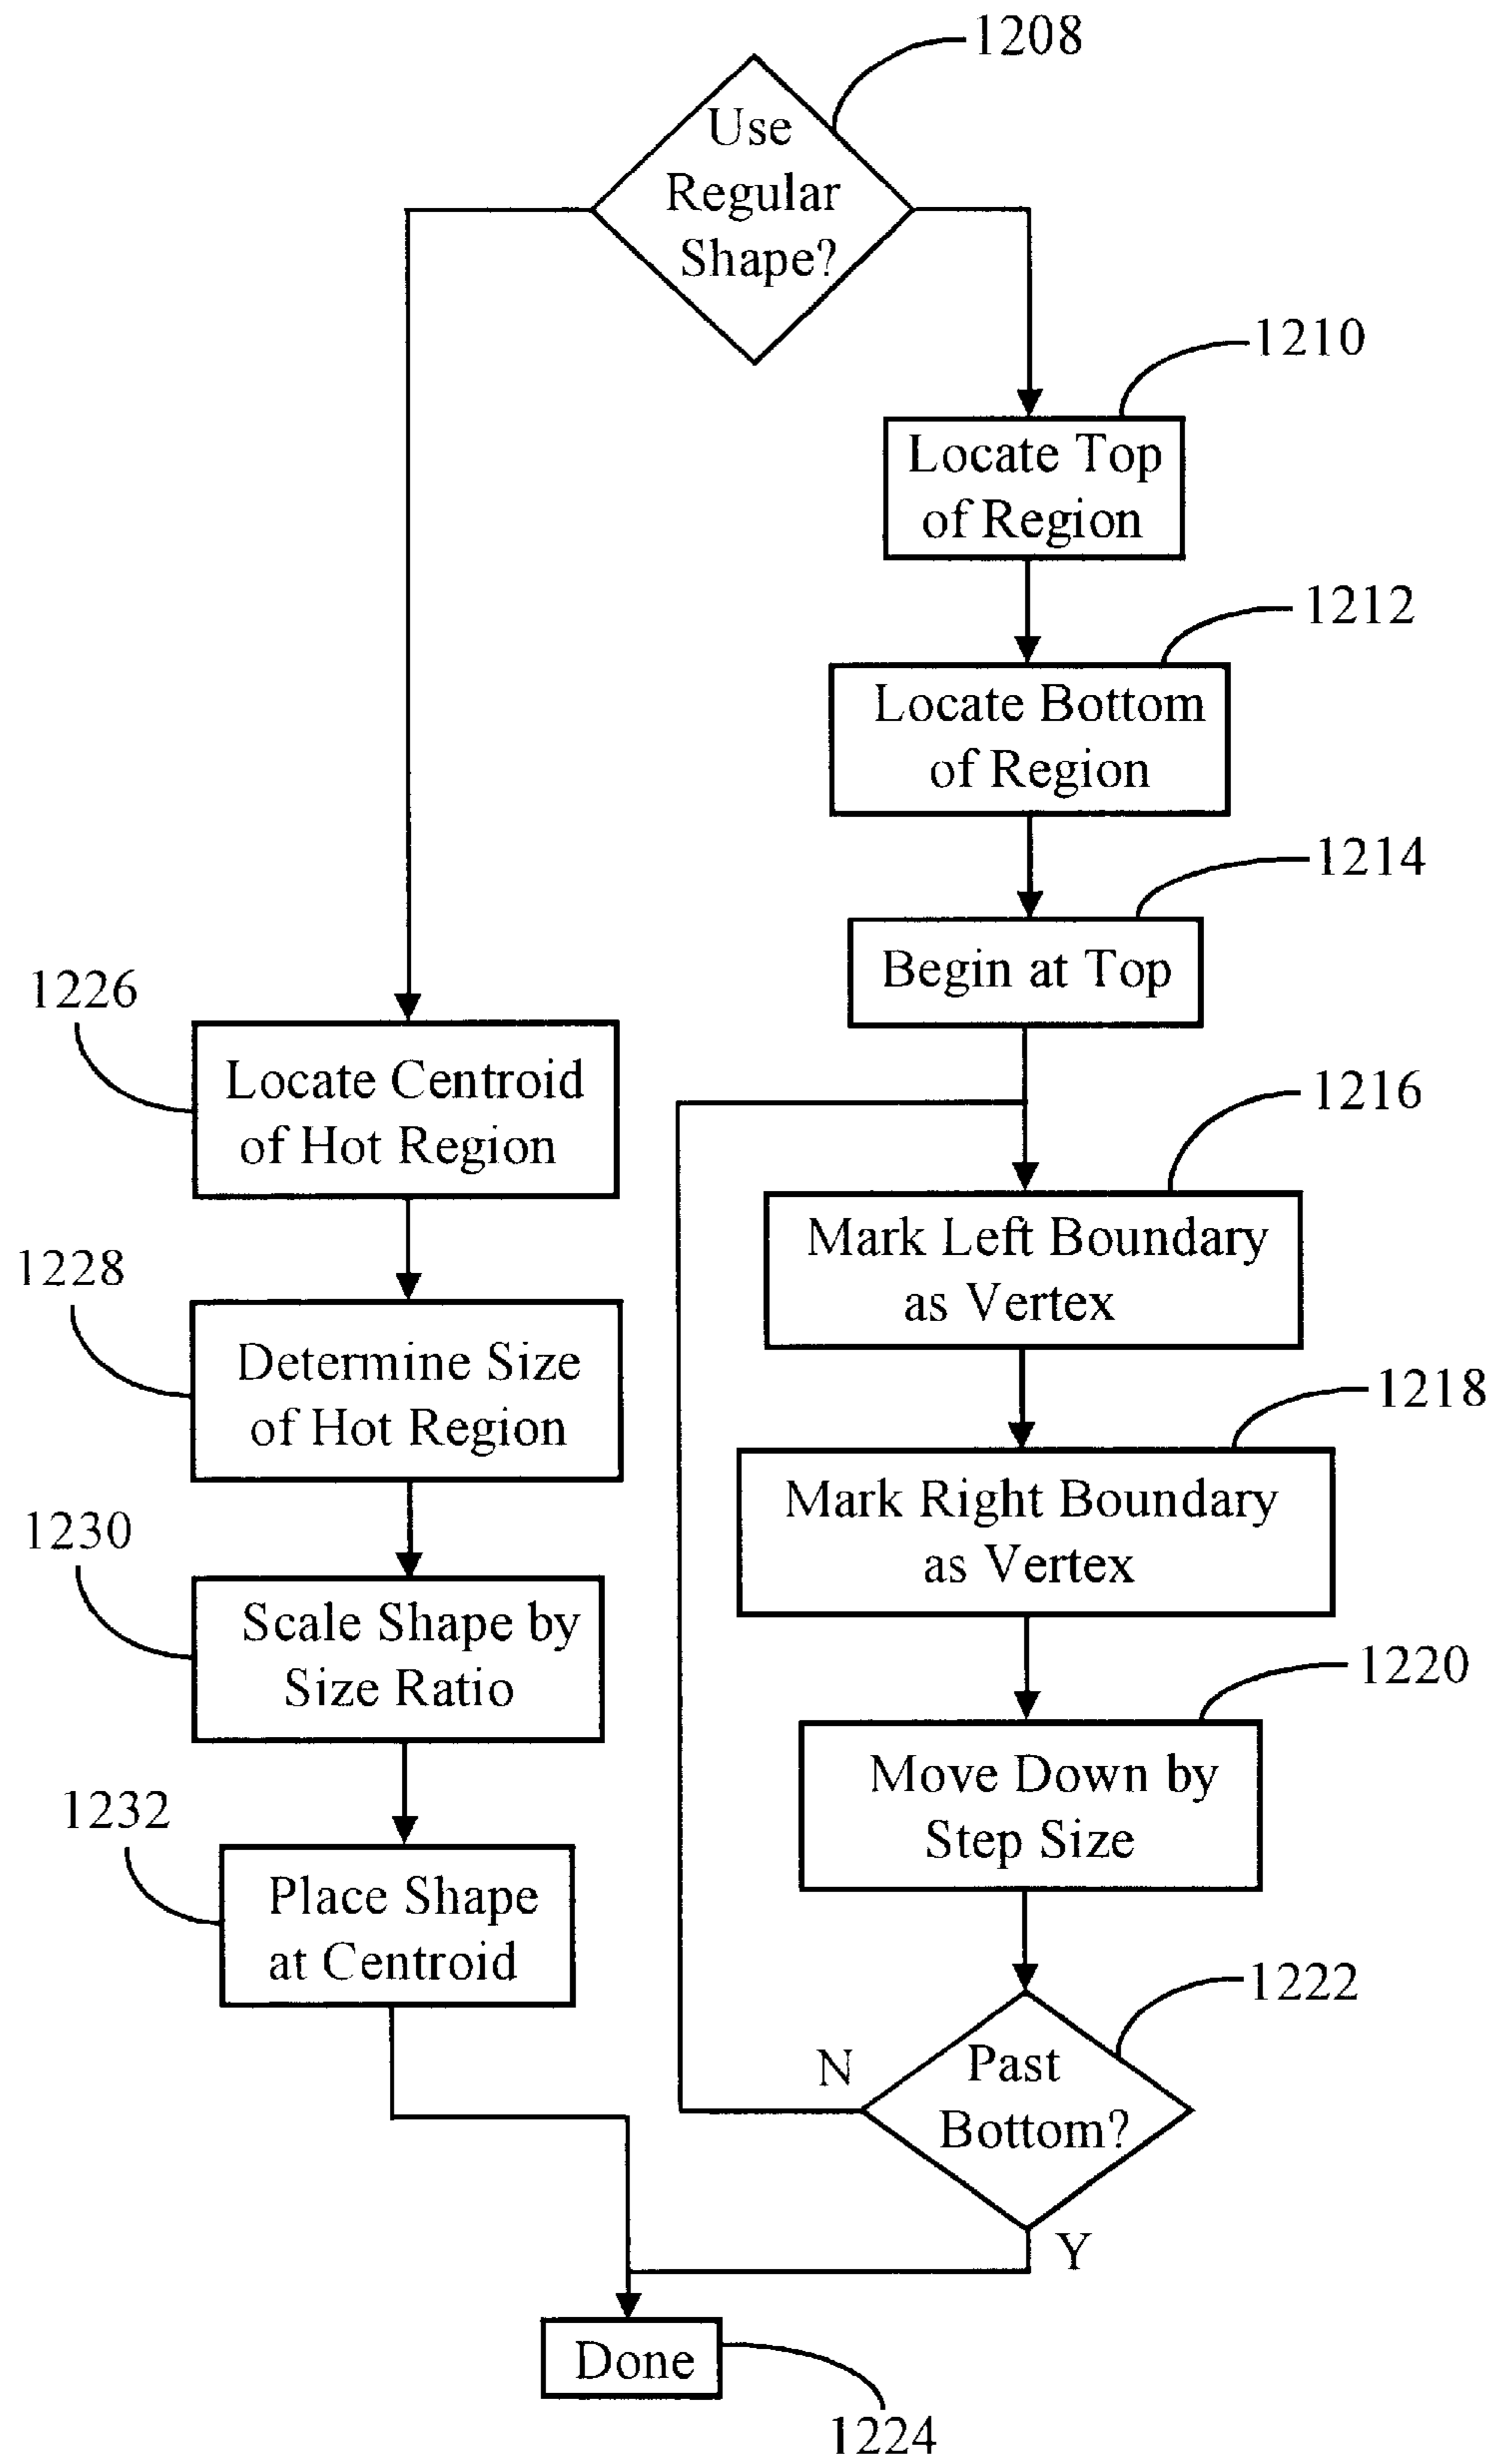 1208
Use
Regular
Shape?
1210
Locate Top
of Region
1212
Locate Bottom
of Region
1214
Begin at Top
1226
Locate Centroid
of Hot Region
1216
Mark Left Boundary
as Vertex
1228
Determine Size
of Hot Region
1218
Mark Right Boundary
as Vertex
1230
Scale Shape by
Size Ratio
1220
Move Down by
Step Size
1232
Place Shape
at Centroid
1222
N
Past
Bottom?
Y
Done
1224